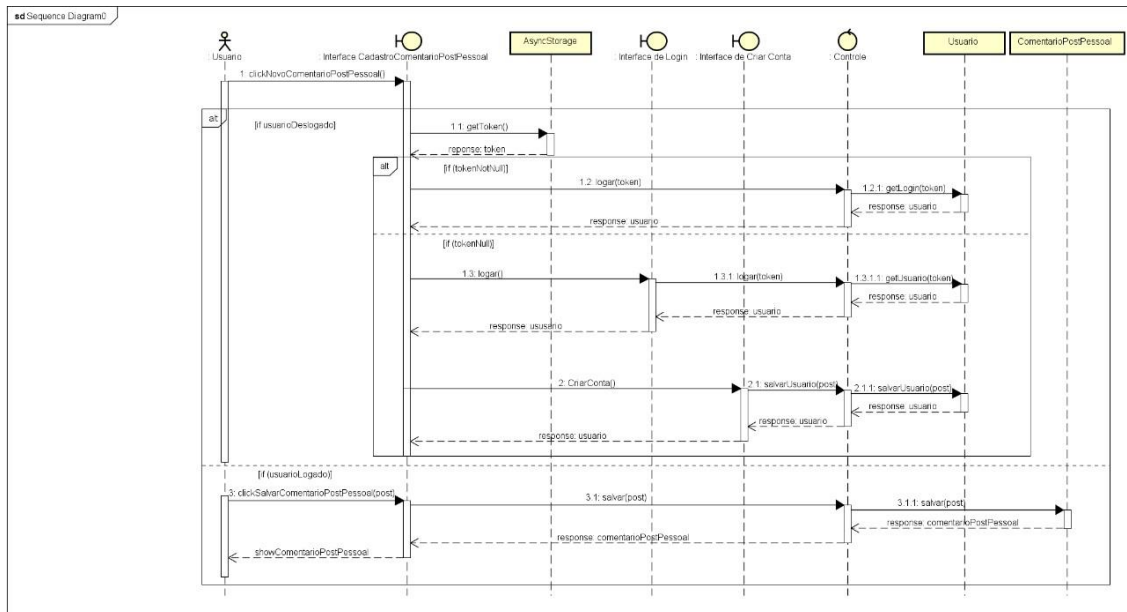 sd Sequence Diagram0
: Usuario
: Interface CadastroComentarioPostPessoal
AsyncStorage
: Interface de Login
: Interface de Criar Conta
: Controle
Usuario
ComentarioPostPessoal
1: clickNovoComentarioPostPessoal()
alt
[if usuarioDeslogado]
1.1: getToken()
reponse: token
alt
[if (tokenNotNull)]
1.2: logar(token)
1.2.1: getLogin(token)
response: usuario
response: usuario
[if (tokenNull)]
1.3: logar()
1.3.1: logar(token)
1.3.1.1: getUsuario(token)
response: usuario
response: usuario
response: ususario
2: CriarConta()
2.1: salvarUsuario(post)
2.1.1: salvarUsuario(post)
response: usuario
response: usuario
response: usuario
[if (usuarioLogado)]
3: clickSalvarComentarioPostPessoal(post)
3.1: salvar(post)
3.1.1: salvar(post)
response: comentarioPostPessoal
response: comentarioPostPessoal
showComentarioPostPessoal